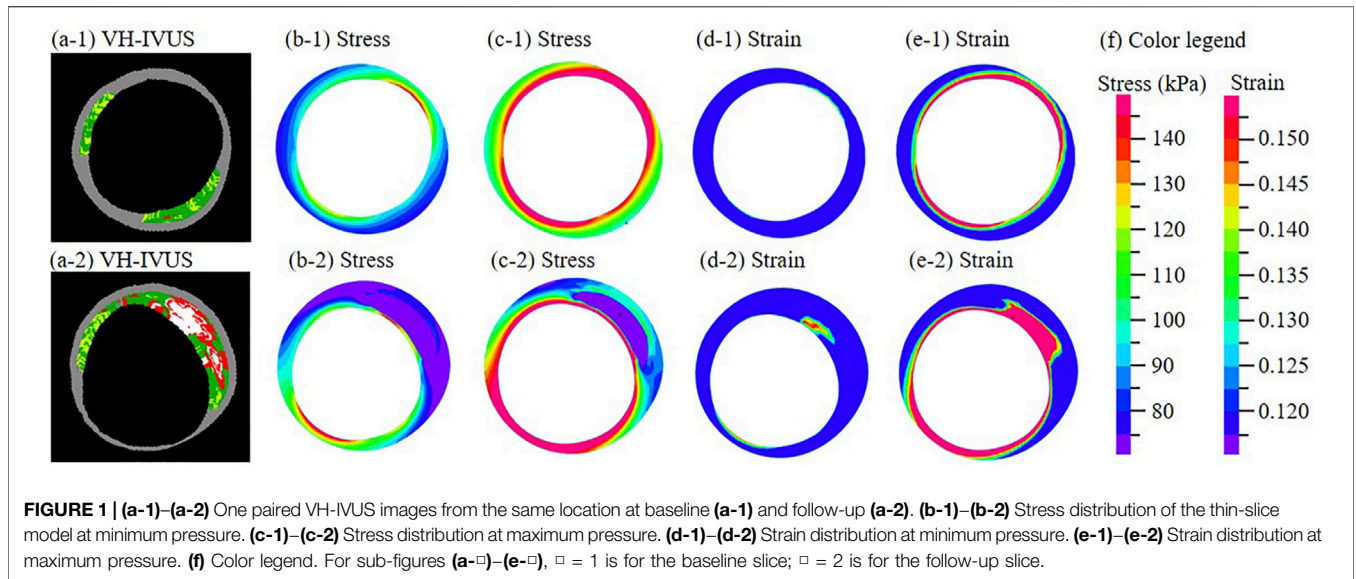 (a-1) VH-IVUS
(b-1) Stress
(c-1) Stress
(d-1) Strain
(e-1) Strain
(f) Color legend
Stress (kPa)
Strain
140
130
120
110
100
90
80
0.150
0.145
0.140
0.135
0.130
0.125
0.120
(a-2) VH-IVUS
(b-2) Stress
(c-2) Stress
(d-2) Strain
(e-2) Strain
FIGURE 1 | (a-1)–(a-2) One paired VH-IVUS images from the same location at baseline (a-1) and follow-up (a-2). (b-1)–(b-2) Stress distribution of the thin-slice
model at minimum pressure. (c-1)–(c-2) Stress distribution at maximum pressure. (d-1)–(d-2) Strain distribution at minimum pressure. (e-1)–(e-2) Strain distribution at
maximum pressure. (f) Color legend. For sub-figures (a-□)–(e-□), □ = 1 is for the baseline slice; □ = 2 is for the follow-up slice.